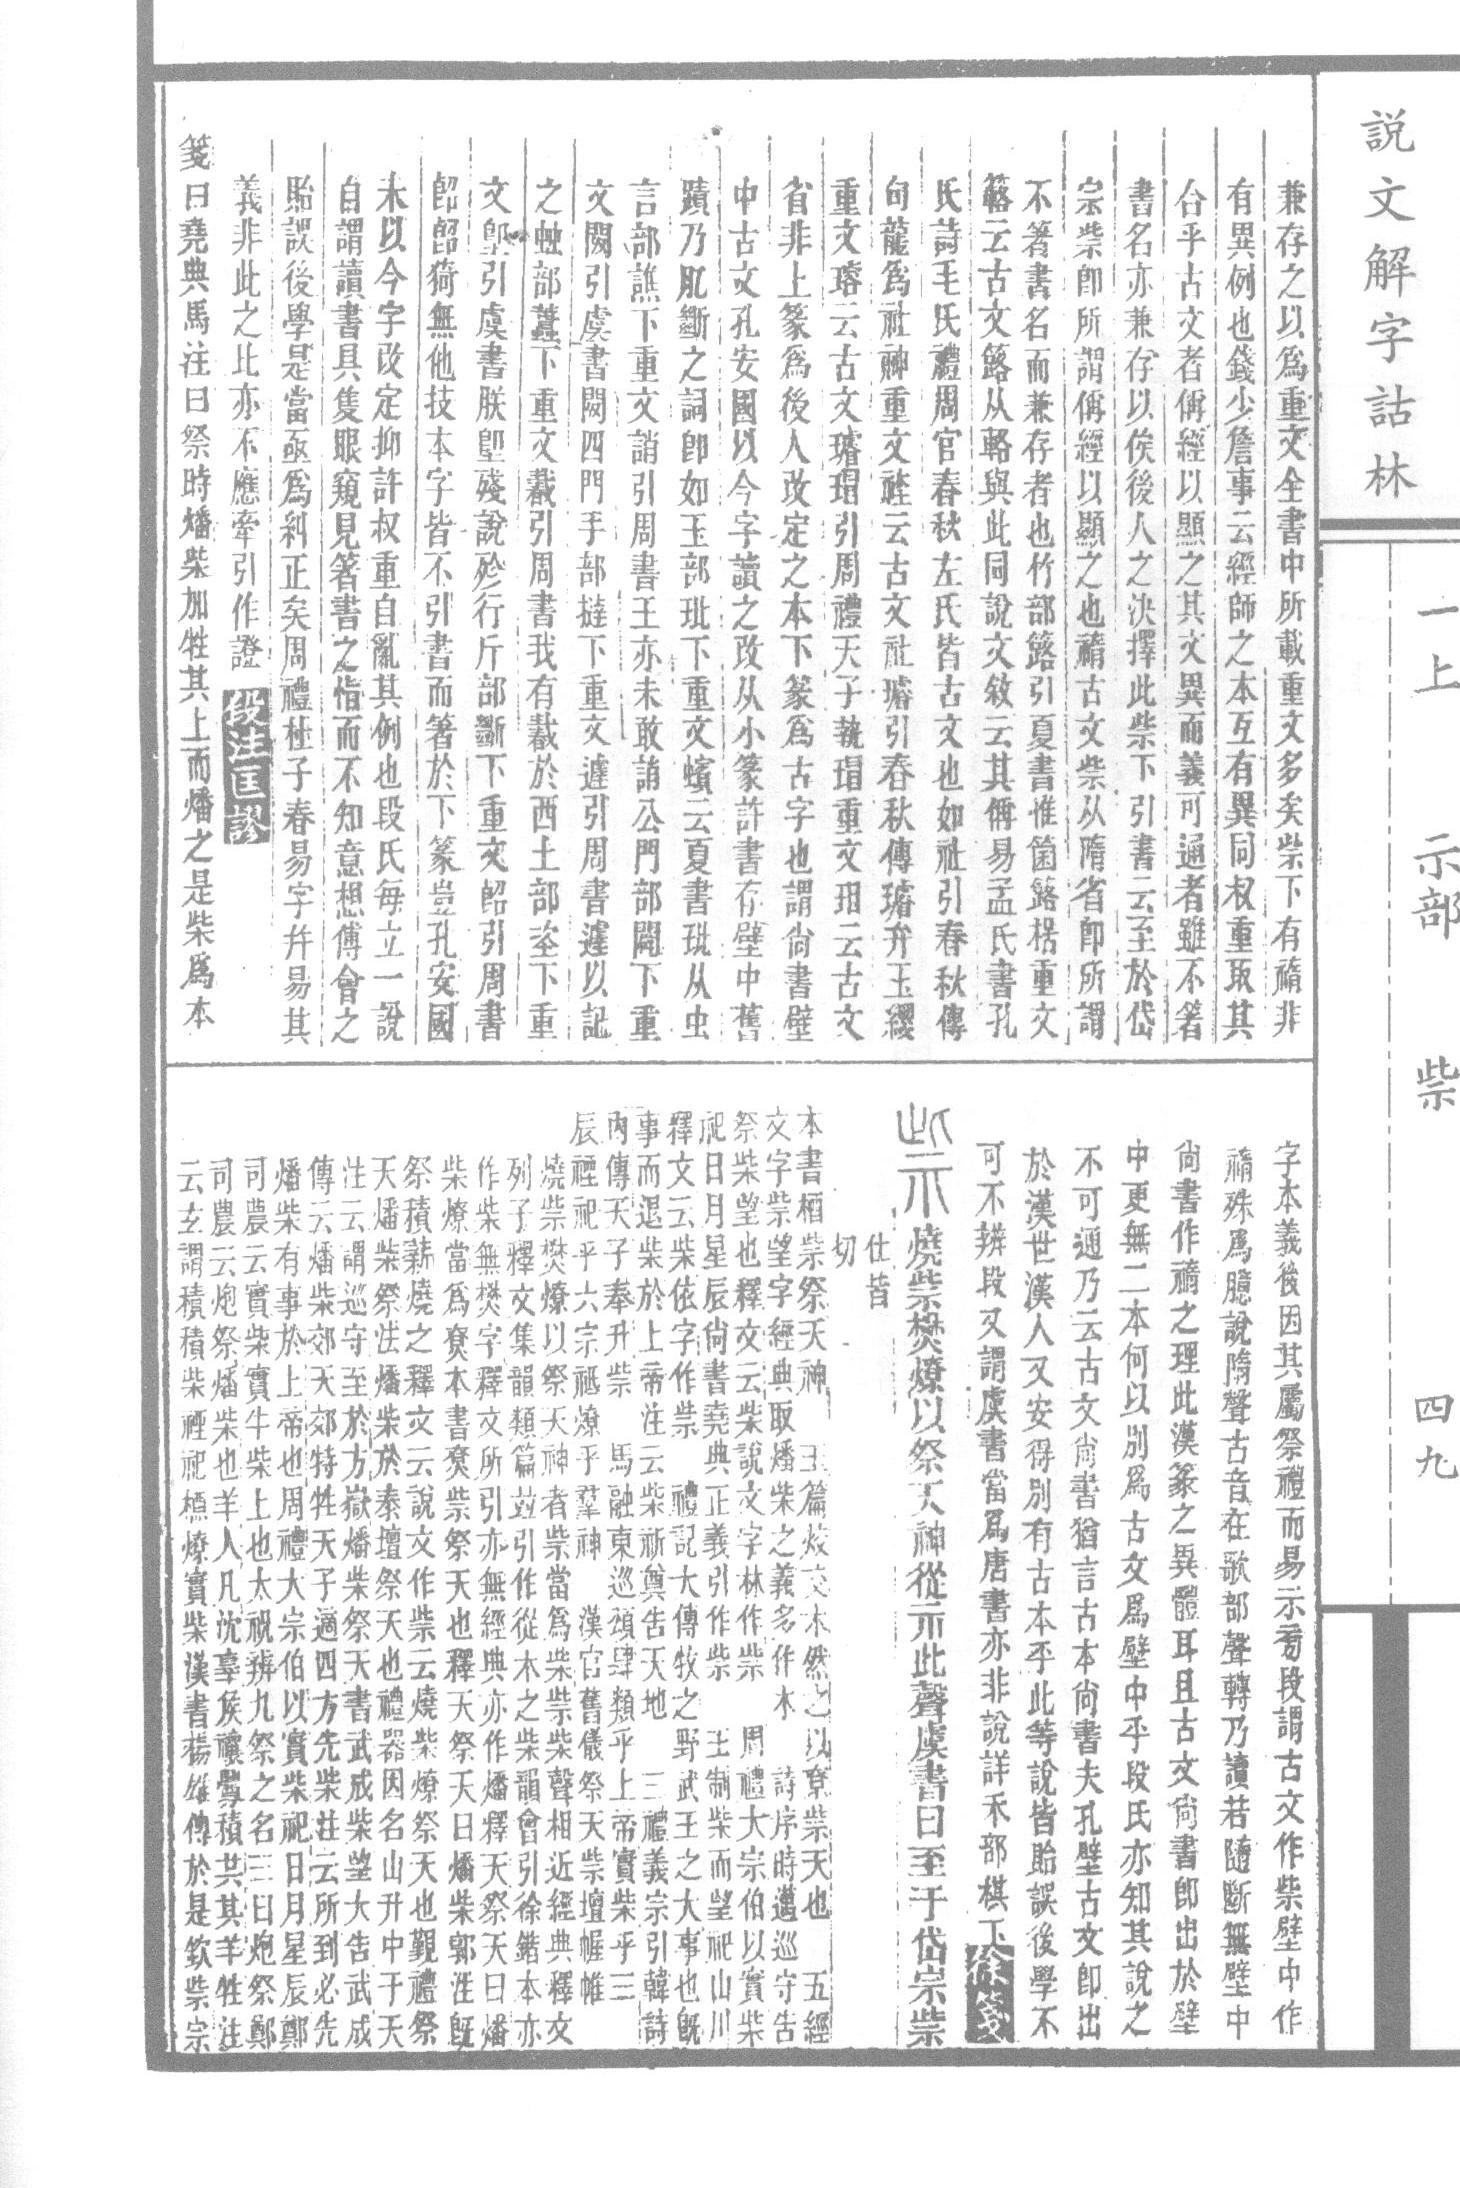 說文解字詁林
一上
示部
祡
四九
兼存之以爲重文全書中所載重文多矣祡下有𥛗非
有異例也錢少詹事云經師之本互有異同叔重取其
合乎古文者偁經以顯之其文異而義可通者雖不箸
書名亦兼存以俟後人之決擇此祡下引書云至於岱
宗祡卽所謂偁經以顯之也𥛗古文祡从隋省卽所謂
不箸書名而兼存者也竹部簬引夏書惟箘簬楛重文
簵云古文簬从輅與此同說文敘云其偁易孟氏書孔
氏詩毛氏禮周官春秋左氏皆古文也如社引春秋傳
句龍爲社神重文䄕云古文社璿引春秋傳璿弁玉纓
重文璿云古文璿瑁引周禮天子執瑁重文玥云古文
省非上篆爲後人改定之本下篆爲古字也謂尙書壁
中古文孔安國以今字讀之改从小篆許書存壁中舊
蹟乃肊斷之詞卽如玉部玭下重文蠙云夏書玭从虫
言部譙下重文誚引周書王亦未敢誚公門部闢下重
文闢引虞書闢四門手部撻下重文𨔶引周書𨔶以記
之䖵部蠢下重文𢧵引周書我有𢧵於西土部垐下重
文堲引虞書朕堲殘說殄行斤部斷下重文𠸿引周書
𠸿𠸿猗無他技本字皆不引書而箸於下篆豈孔安國
未以今字改定抑許叔重自亂其例也段氏每立一說
自謂讀書具隻眼窺見箸書之恉而不知意想傅會之
貽誤後學是當亟爲糾正矣周禮杜子春易字幷易其
義非此之比亦不應牽引作證 段注匡謬
箋曰堯典馬注曰祭時燔柴加牲其上而燔之是柴爲本
字本義後因其屬祭禮而易示菊段謂古文作柴壁中作
𥛗殊爲臆說隋聲古音在歌部聲轉乃讀若隨斷無壁中
尙書作𥛗之理此漢篆之異體耳且古文尙書卽出於壁
中更無二本何以別爲古文爲壁中乎段氏亦知其說之
不可通乃云古文尙書猶言古本尙書夫孔壁古文卽出
於漢世漢人又安得別有古本乎此等說皆貽誤後學不
可不辨段又謂虞書當爲唐書亦非說詳禾部稘下 徐箋
祡燒祡樊燎以祭天神從示此聲虞書曰至于岱宗祡
仕皆
切
本書柖祡祭天神 玉篇烄交木然之以尞祡天也 五經
文字祡望字經典取燔柴之義多作木 詩序時邁巡守告
祭柴望也釋文云柴說文字林作祡 周禮大宗伯以實柴
祀日月星辰尙書堯典正義引作柴 王制柴而望祀山川
釋文云柴依字作祡 禮記大傳牧之野武王之大事也旣
事而退柴於上帝注云柴祈奠告天地 三禮義宗引韓詩
內傳天子奉升祡 馬融東巡頌肆類乎上帝實柴乎三
辰禋祀乎六宗祗燎乎羣神 漢官舊儀祭天祡壇幄帷
燒祡樊燎以祭天神者祡當爲柴祡柴聲相近經典釋文
列子釋文集韻類篇竝引作從木之柴韻會引徐鍇本亦
作柴無樊字釋文所引亦無經典亦作燔釋天祭天曰燔
柴燎當爲尞本書尞祡祭天也釋天祭天曰燔柴郭注旣
祭積薪燒之釋文云說文作祡云燒柴燎祭天也覲禮祭
天燔柴祭法燔柴於泰壇祭天也禮器因名山升中于天
注云謂巡守至於方嶽燔柴祭天書武成柴望大告武成
傳云燔柴郊天郊特牲天子適四方先柴注云所到必先
燔柴有事於上帝也周禮大宗伯以實柴祀日月星辰鄭
司農云實柴實牛柴上也太祝辨九祭之名三曰炮祭鄭
司農云炮祭燔柴也羊人凡沈辜侯禳釁積共其羊牲注
云玄謂積積柴禋祀槱燎實柴漢書揚雄傳於是欽祡宗